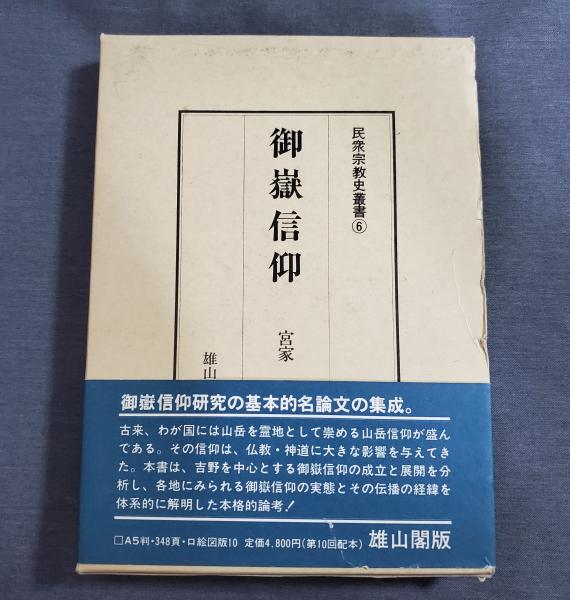 民衆宗教史叢書⑥
御嶽信仰
宮家
雄山
御嶽信仰研究の基本的名論文の集成。
古来、わが国には山岳を霊地として崇める山岳信仰が盛ん
である。その信仰は、仏教・神道に大きな影響を与えてき
た。本書は、吉野を中心とする御嶽信仰の成立と展開を分
析し、各地にみられる御嶽信仰の実態とその伝播の経緯を
体系的に解明した本格的論考!
□A5判・348頁・口絵図版10 定価4,800円(第10回配本) 雄山閣版